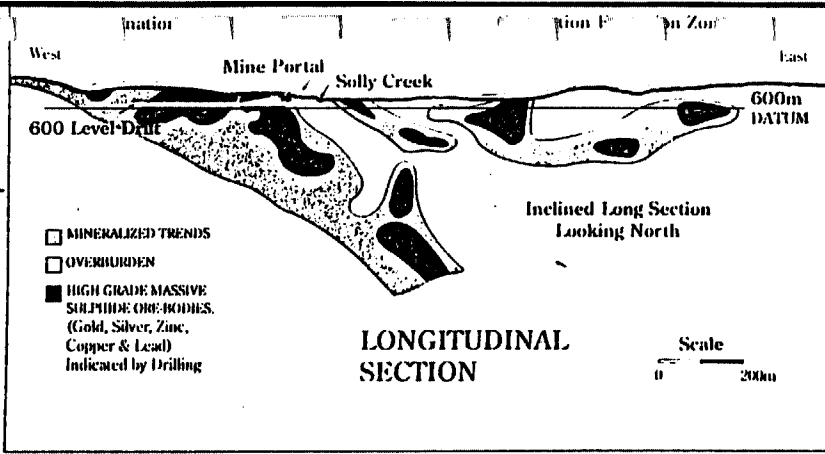 West
East
Mine Portal
Solly Creek
600m
DATUM
600 Level Drift
Inclined Long Section
Looking North
MINERALIZED TRENDS
OVERBURDEN
HIGH GRADE MASSIVE
SULPHIDE ORE-BODIES.
(Gold, Silver, Zinc,
Copper & Lead)
Indicated by Drilling
LONGITUDINAL
SECTION
Scale
0 200m